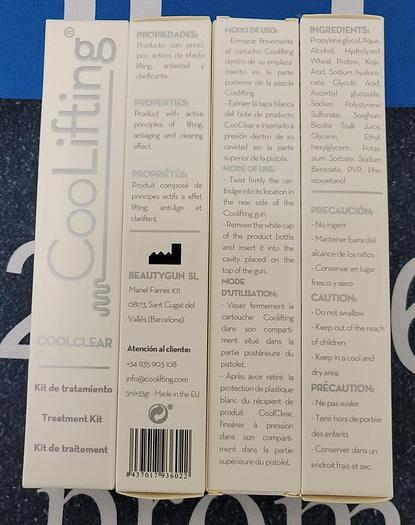 CooLifting®
COOLCLEAR
Kit de tratamiento
Treatment Kit
Kit de traitement
PROPIEDADES:
Producto con princi-
pios activos de efecto
lifting, antiedad y
clarificante.
PROPERTIES:
Product with active
principles of lifting,
antiaging and clearing
effect.
PROPRIÉTÉS:
Produit composé de
principes actifs a effet
lifting, anti-âge et
clarifiant.
BEAUTYGUN SL
Manel Farrés 101
08173, Sant Cugat del
Vallés (Barcelona)
Atención al cliente:
+34 935 903 108
info@coolifting.com
3ml+33gr · Made in the EU
8437017936022
MODO DE USO:
- Enroscar firmemente
el cartucho Coolifting
dentro de su emplaza-
miento en la parte
posterior de la pistola
Coolifting.
- Extraer la tapa blanca
del bote de producto
CoolClear e insertarlo a
presión dentro de su
cavidad en la parte
superior de la pistola.
MODE OF USE:
- Twist firmly the car-
tridge into its location in
the rear side of the
Coolifting gun.
- Remove the white cap
of the product bottle
and insert it into the
cavity placed on the
top of the gun.
MODE
D'UTILISATION:
- Visser fermement la
cartouche Coolifting
dans son comparti-
ment situé dans la
partie postérieure du
pistolet.
- Après avoir retiré la
protection de plastique
blanc du récipient de
produit CoolClear,
l'insérer à pression
dans son comparti-
ment dans la partie
supérieure du pistolet.
INGREDIENTS:
Propylene glycol, Aqua,
Alcohol, Hydrolyzed
Wheat Protein, Kojic
Acid, Sodium hyaluro-
nate, Glycolic Acid,
Ascorbyl glucoside,
Sodium Polystyrene
Sulfonate, Sorghum
Bicolor Stalk Juice,
Glycerin, Ethyl
hexylglycerin, Potas
sium Sorbate, Sodium
Benzoate, PVP, Phe-
noxyetanol
PRECAUCIÓN:
- No ingerir
- Mantener fuera del
alcance de los niños
- Conservar en lugar
fresco y seco
CAUTION:
- Do not swallow
- Keep out of the reach
of children
- Keep in a cool and
dry area.
PRÉCAUTION:
- Ne pas avaler
- Tenir hors de portée
des enfants
- Conserver dans un
endroit frais et sec.